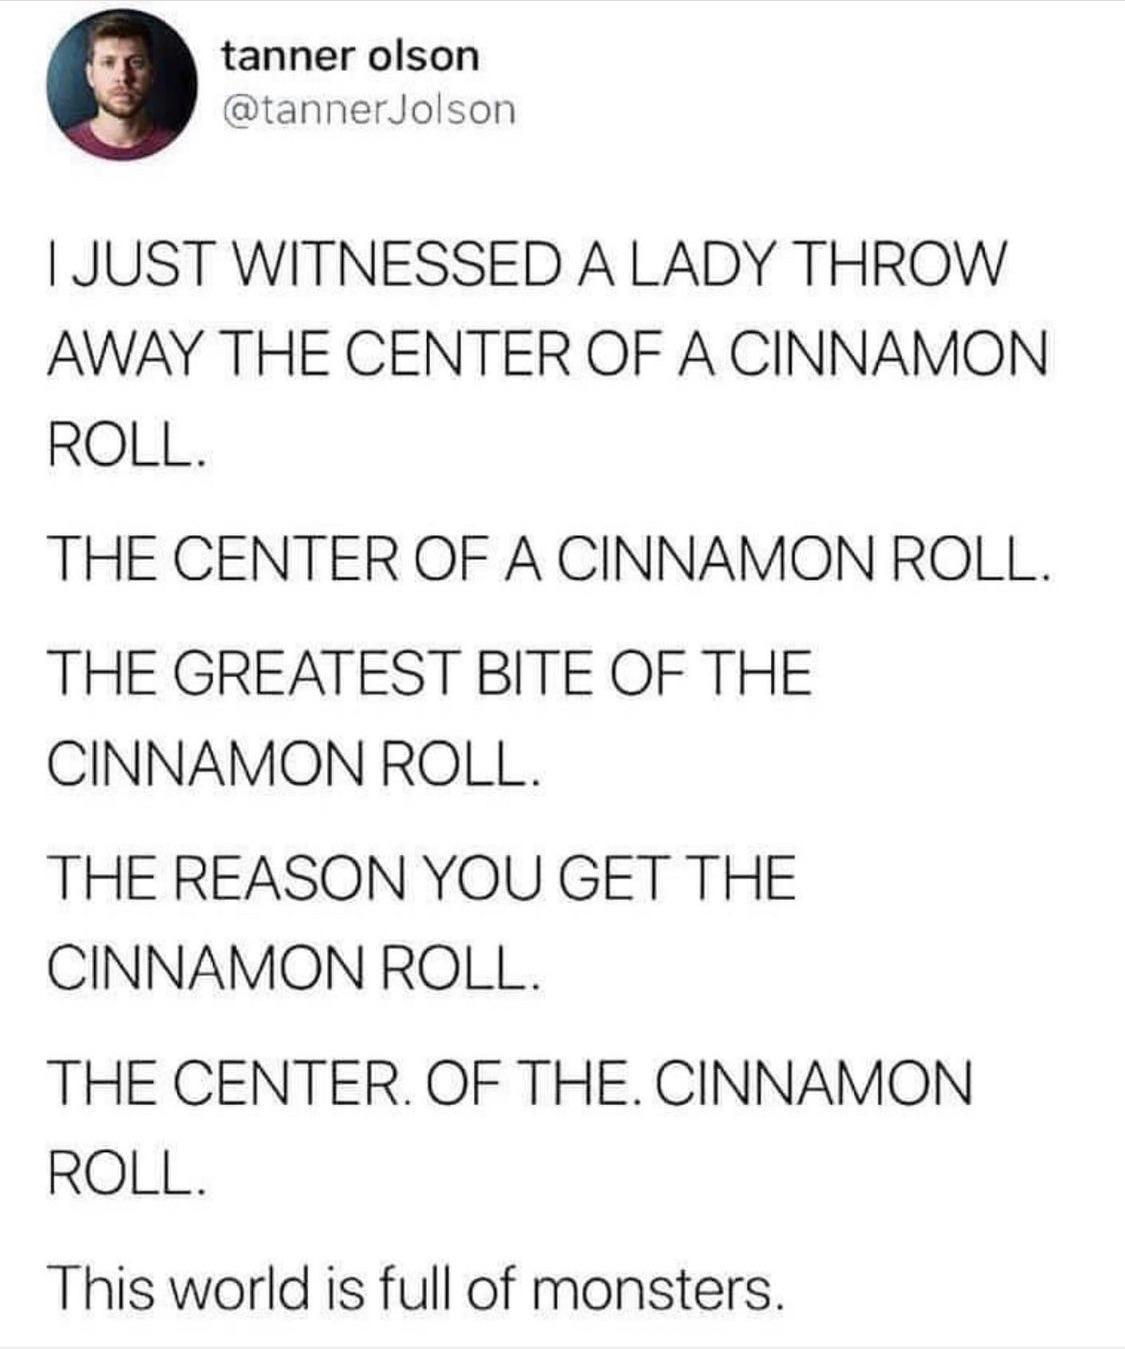 tanner olson
@tannerJolson
I JUST WITNESSED A LADY THROW
AWAY THE CENTER OF A CINNAMON
ROLL.
THE CENTER OF A CINNAMON ROLL.
THE GREATEST BITE OF THE
CINNAMON ROLL.
THE REASON YOU GET THE
CINNAMON ROLL.
THE CENTER. OF THE. CINNAMON
ROLL.
This world is full of monsters.